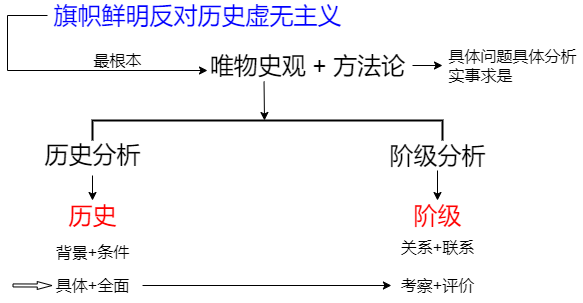 旗帜鲜明反对历史虚无主义
最根本
唯物史观 + 方法论
具体问题具体分析
实事求是
历史分析
阶级分析
历史
阶级
背景+条件
关系+联系
具体+全面
考察+评价